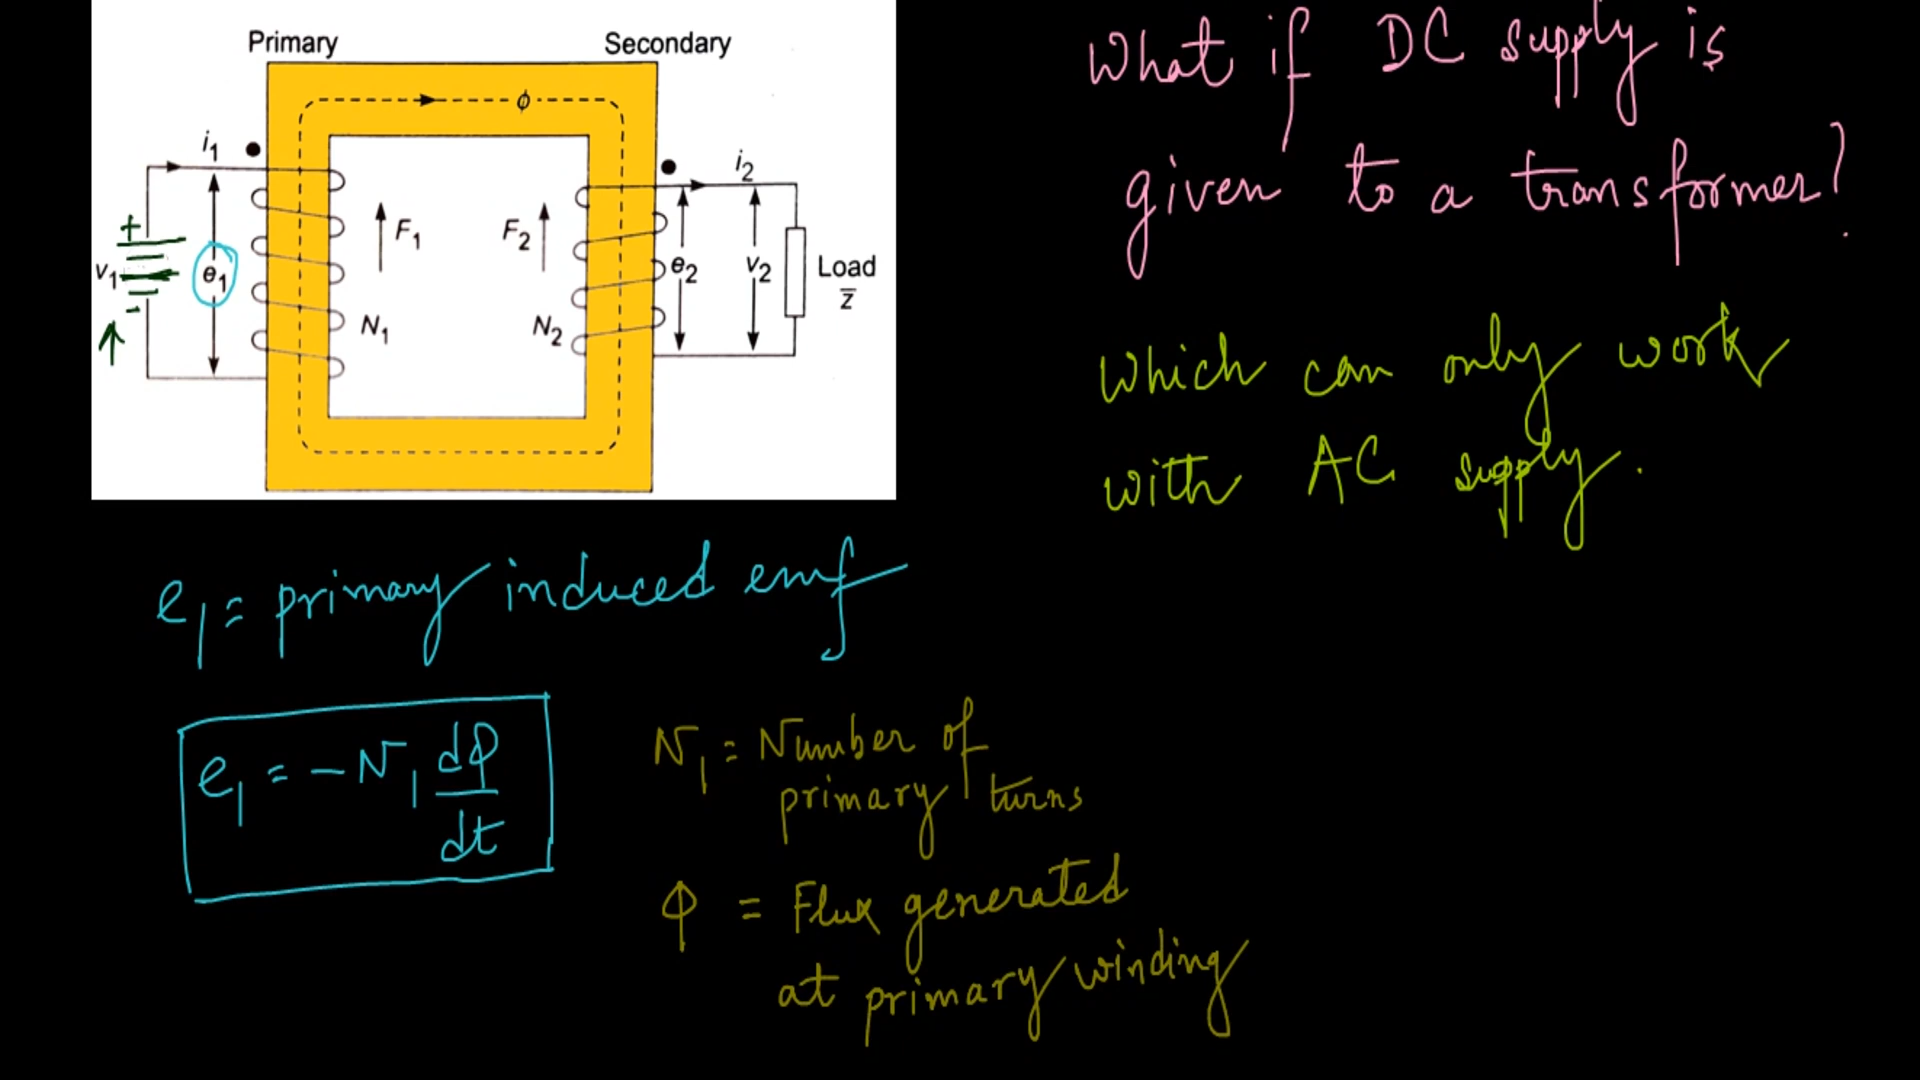 Primary
Secondary
ϕ
i1
i2
+
v1
e1
F1
F2
e2
v2
Load
z̅
-
N1
N2
What if DC supply is
given to a transformer?
which can only work
with AC supply.
e1 = primary induced emf
e1 = - N1 dϕ/dt
N1 = Number of
primary turns
ϕ = Flux generated
at primary winding